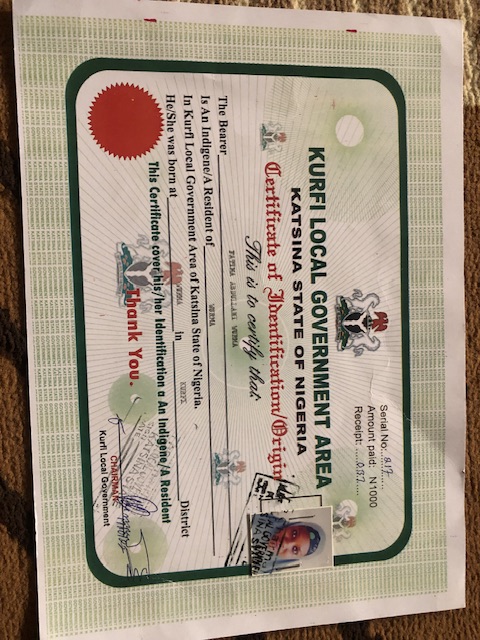 Serial No: 817
Amount paid: N1000
Receipt: 057
KURFI LOCAL GOVERNMENT AREA
KATSINA STATE OF NIGERIA
Certificate of Identification/Origin
This is to certify that
The Bearer FATIMA ABDULLAHI WURMA
Is An Indigene/A Resident of WURMA
In Kurfi Local Government Area of Katsina State of Nigeria.
He/She was born at WURMA in KURFI District
This Certificate cover his/her Identification a An Indigene/A Resident
Thank You.
CHAIRMAN
Kurfi Local Government